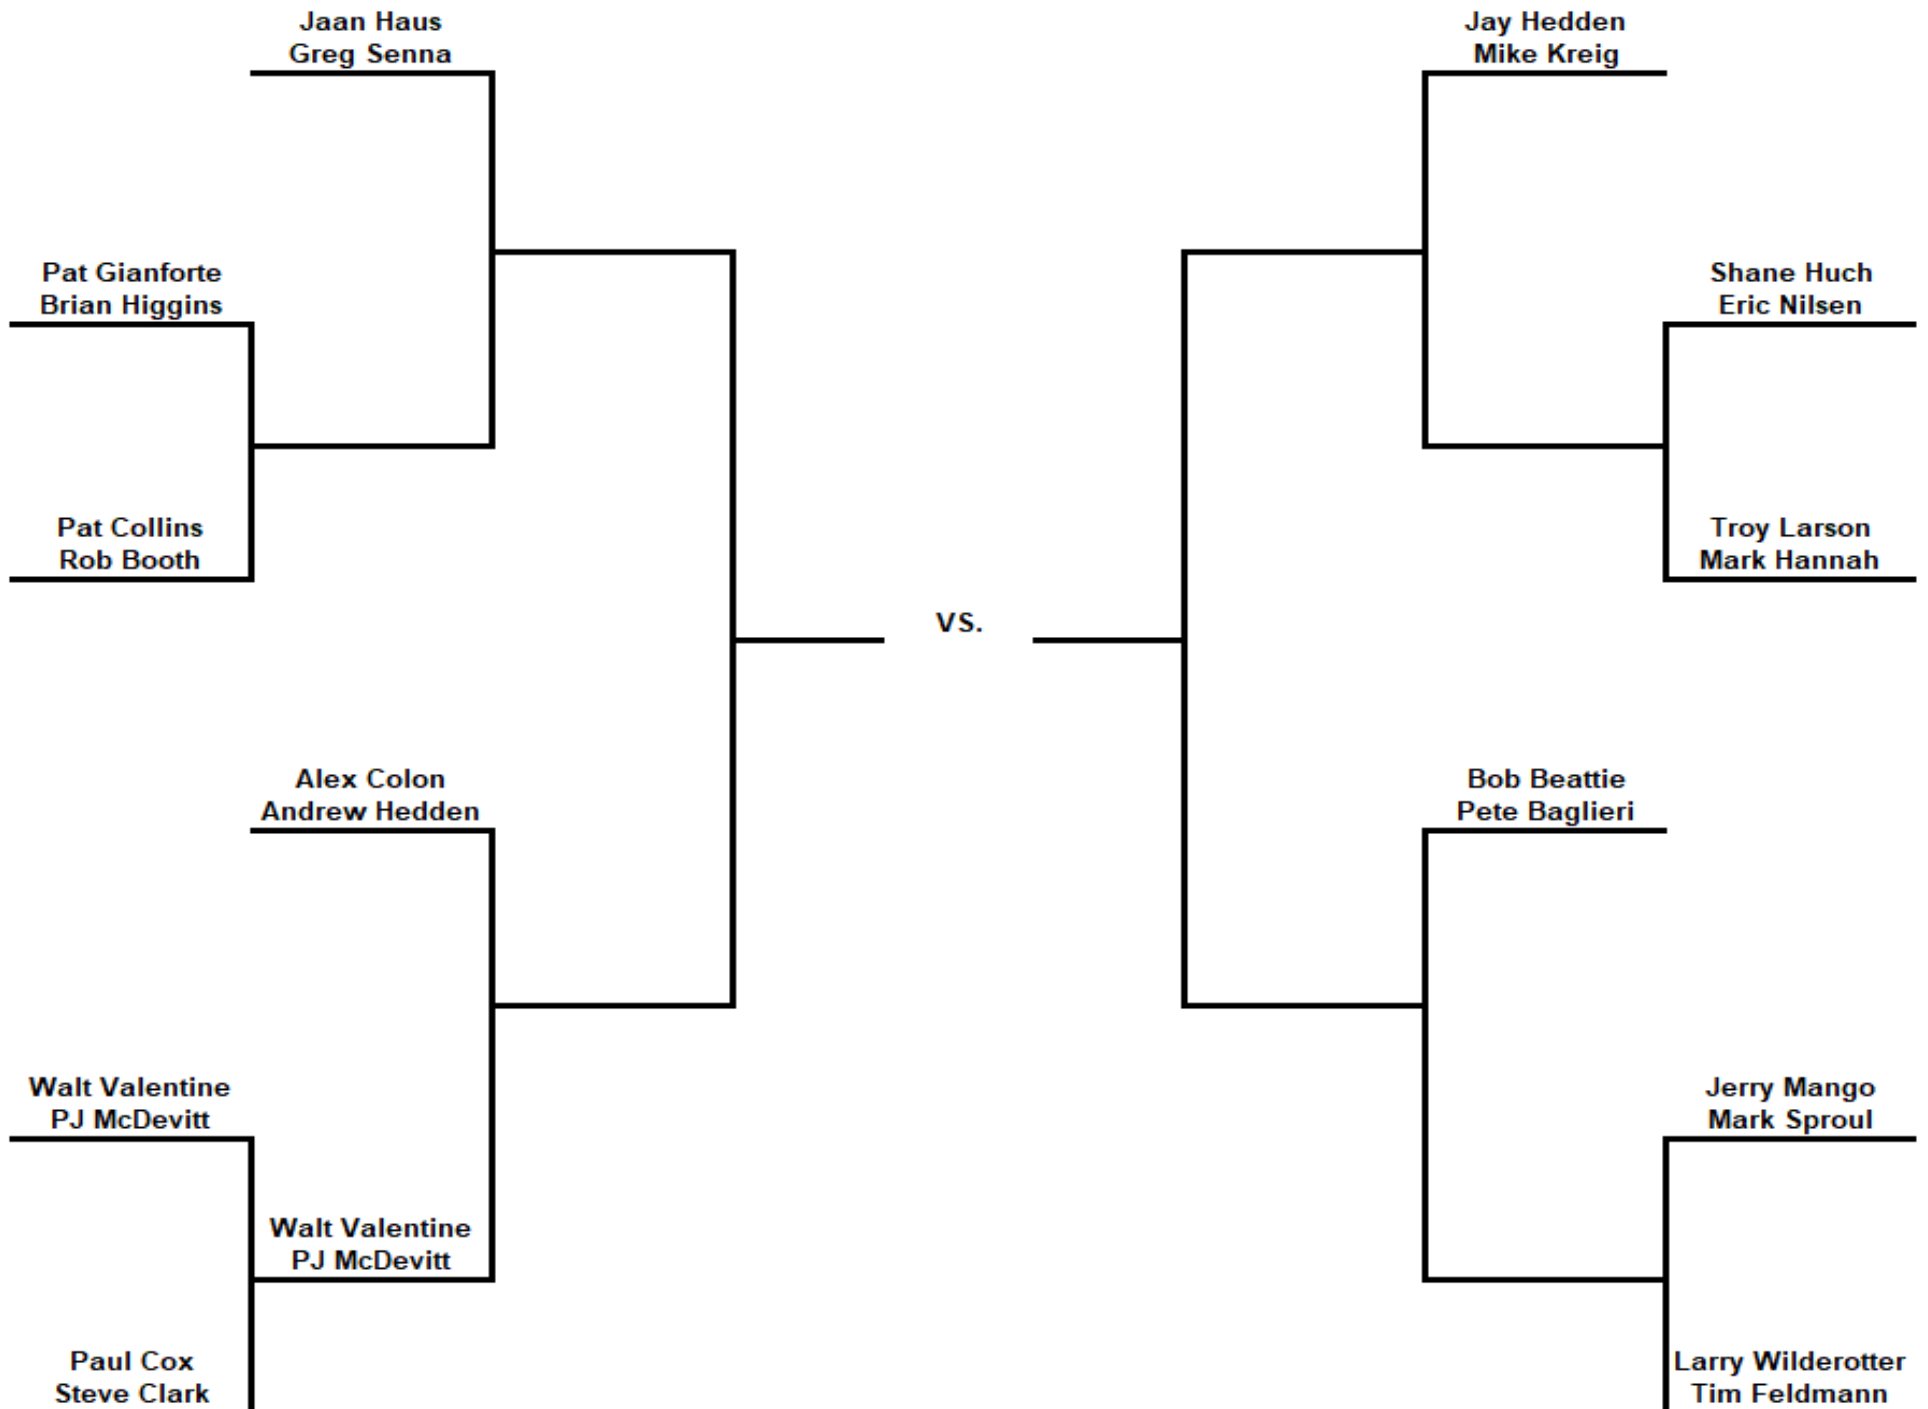 Jaan Haus
Greg Senna
Jay Hedden
Mike Kreig
Pat Gianforte
Brian Higgins
Shane Huch
Eric Nilsen
Pat Collins
Rob Booth
Troy Larson
Mark Hannah
VS.
Alex Colon
Andrew Hedden
Bob Beattie
Pete Baglieri
Walt Valentine
PJ McDevitt
Jerry Mango
Mark Sproul
Walt Valentine
PJ McDevitt
Paul Cox
Steve Clark
Larry Wilderotter
Tim Feldmann